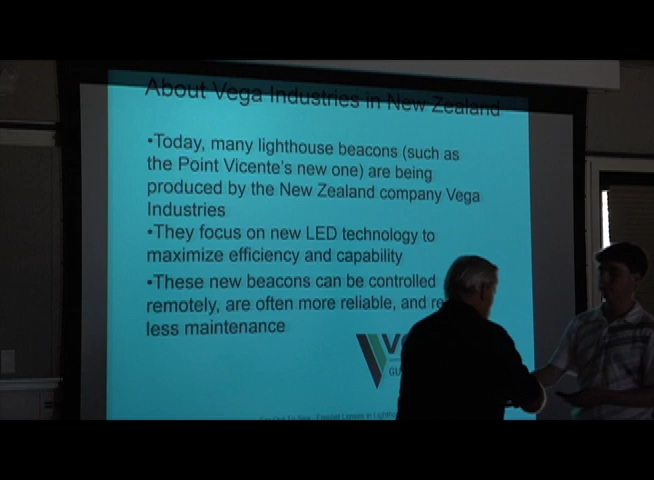 About Vega Industries in New Zealand
•Today, many lighthouse beacons (such as
the Point Vicente's new one) are being
produced by the New Zealand company Vega
Industries
•They focus on new LED technology to
maximize efficiency and capability
•These new beacons can be controlled
remotely, are often more reliable, and re
less maintenance